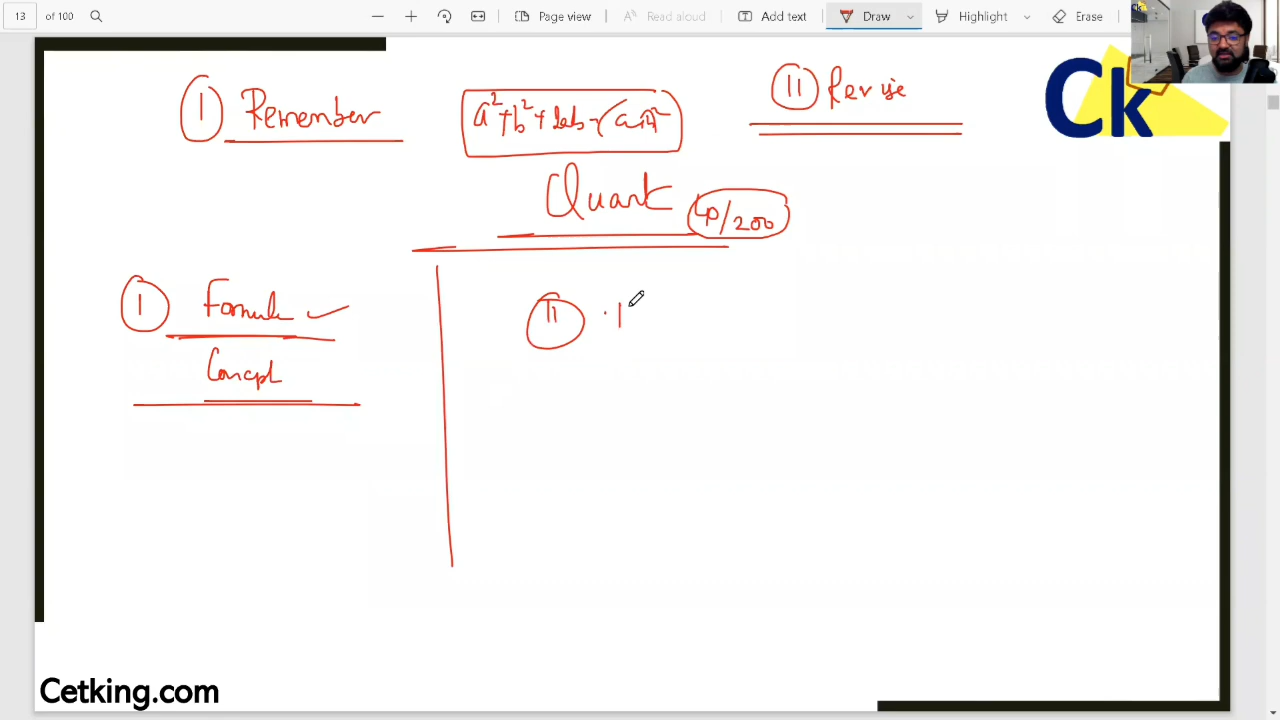 13 of 100 Page view Read aloud Add text Draw Highlight Erase
I Remember
a²+b²+2ab=(a+b)²
II Revise
Ck
Quant
40/200
I Formula
II
Concept
Cetking.com